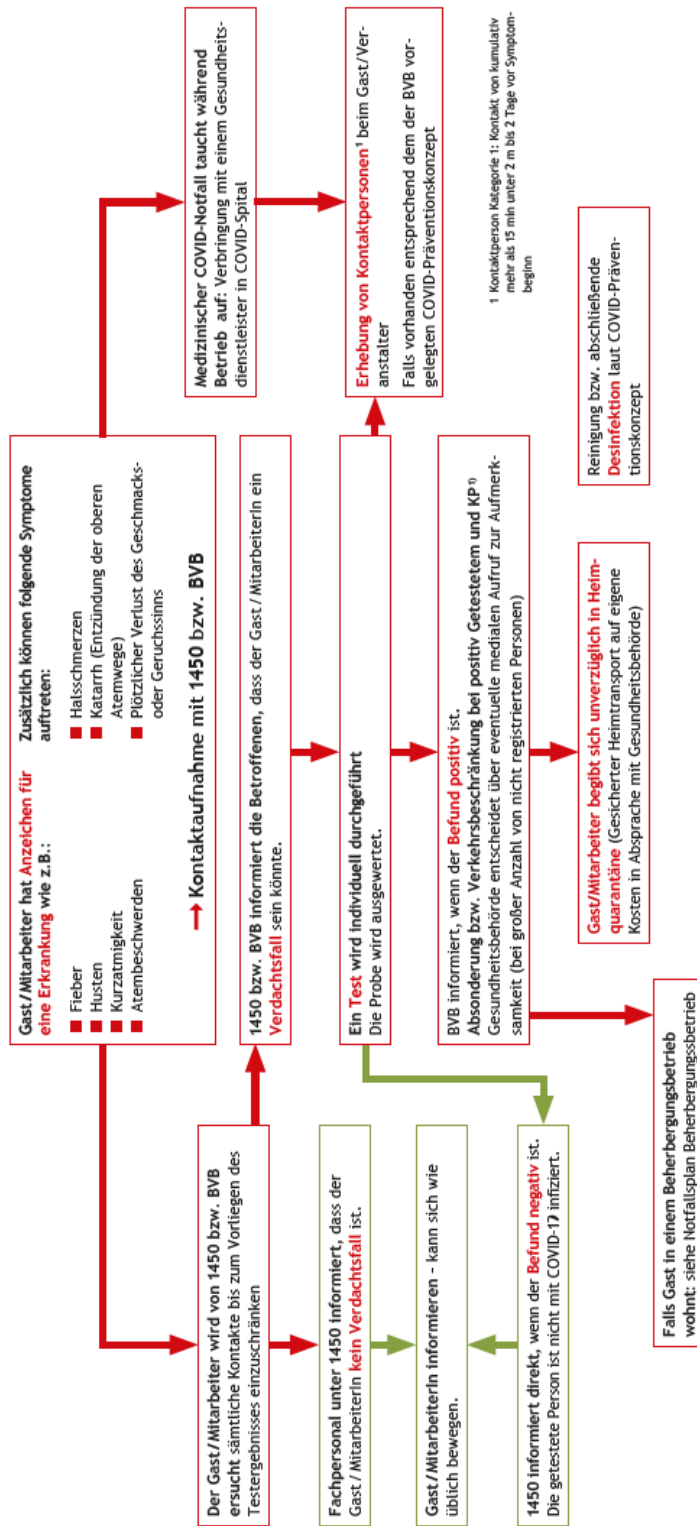 Gast/Mitarbeiter hat Anzeichen für
eine Erkrankung wie z.B.:
Fieber
Husten
Kurzatmigkeit
Atembeschwerden
Zusätzlich können folgende Symptome
auftreten:
Halsschmerzen
Katarrh (Entzündung der oberen
Atemwege)
Plötzlicher Verlust des Geschmacks-
oder Geruchssinns
→ Kontaktaufnahme mit 1450 bzw. BVB
Der Gast/Mitarbeiter wird von 1450 bzw. BVB
ersucht sämtliche Kontakte bis zum Vorliegen des
Testergebnisses einzuschränken
1450 bzw. BVB informiert die Betroffenen, dass der Gast/MitarbeiterIn ein
Verdachtsfall sein könnte.
Medizinischer COVID-Notfall taucht während
Betrieb auf: Verbringung mit einem Gesundheits-
dienstleister in COVID-Spital
Fachpersonal unter 1450 informiert, dass der
Gast/MitarbeiterIn kein Verdachtsfall ist.
Ein Test wird individuell durchgeführt
Die Probe wird ausgewertet.
Erhebung von Kontaktpersonen¹ beim Gast/Ver-
anstalter
Falls vorhanden entsprechend dem der BVB vor-
gelegten COVID-Präventionskonzept
Gast/MitarbeiterIn informieren – kann sich wie
üblich bewegen.
BVB informiert, wenn der Befund positiv ist.
Absonderung bzw. Verkehrsbeschränkung bei positiv Getestetem und KP¹⁾
Gesundheitsbehörde entscheidet über eventuelle medialen Aufruf zur Aufmerk-
samkeit (bei großer Anzahl von nicht registrierten Personen)
1 Kontaktperson Kategorie 1: Kontakt von kumulativ
mehr als 15 min unter 2 m bis 2 Tage vor Symptom-
beginn
1450 informiert direkt, wenn der Befund negativ ist.
Die getestete Person ist nicht mit COVID-19 infiziert.
Gast/Mitarbeiter begibt sich unverzüglich in Heim-
quarantäne (Gesicherter Heimtransport auf eigene
Kosten in Absprache mit Gesundheitsbehörde)
Reinigung bzw. abschließende
Desinfektion laut COVID-Präven-
tionskonzept
Falls Gast in einem Beherbergungsbetrieb
wohnt: siehe Notfallsplan Beherbergungssbetrieb